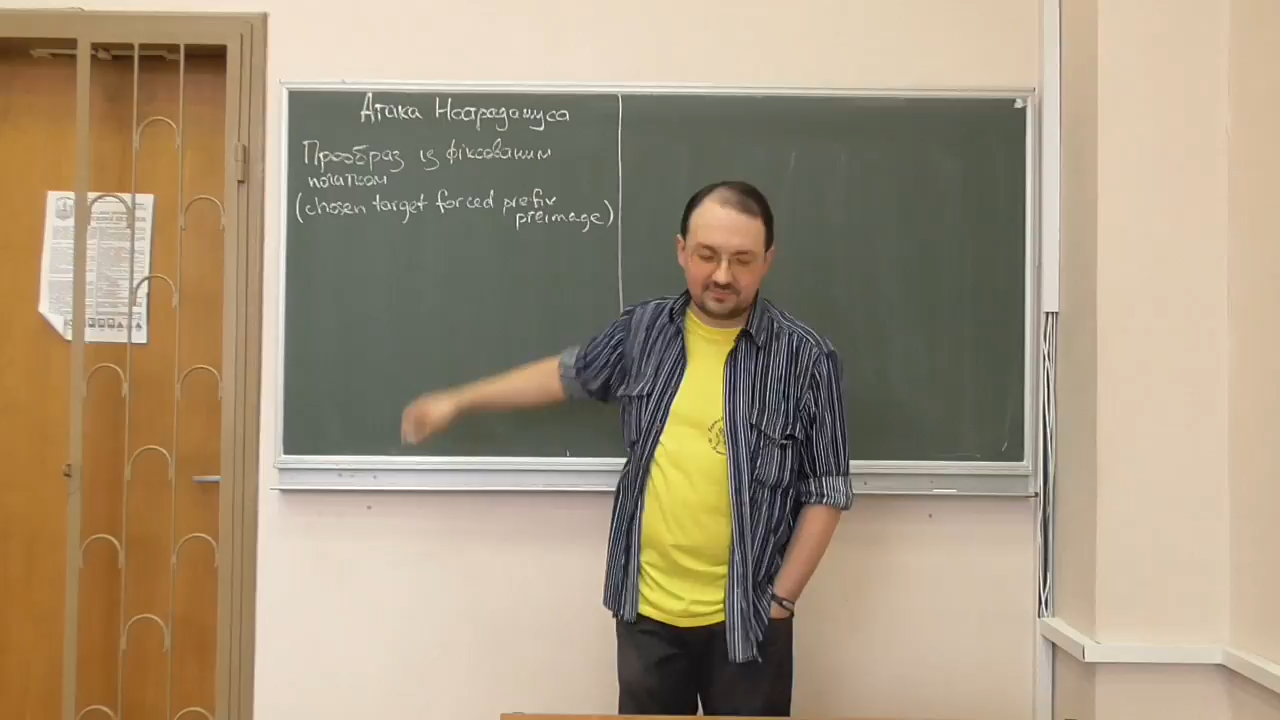 Атака Нострадамуса
Прообраз із фіксованим
початком
(chosen target forced prefix
preimage)